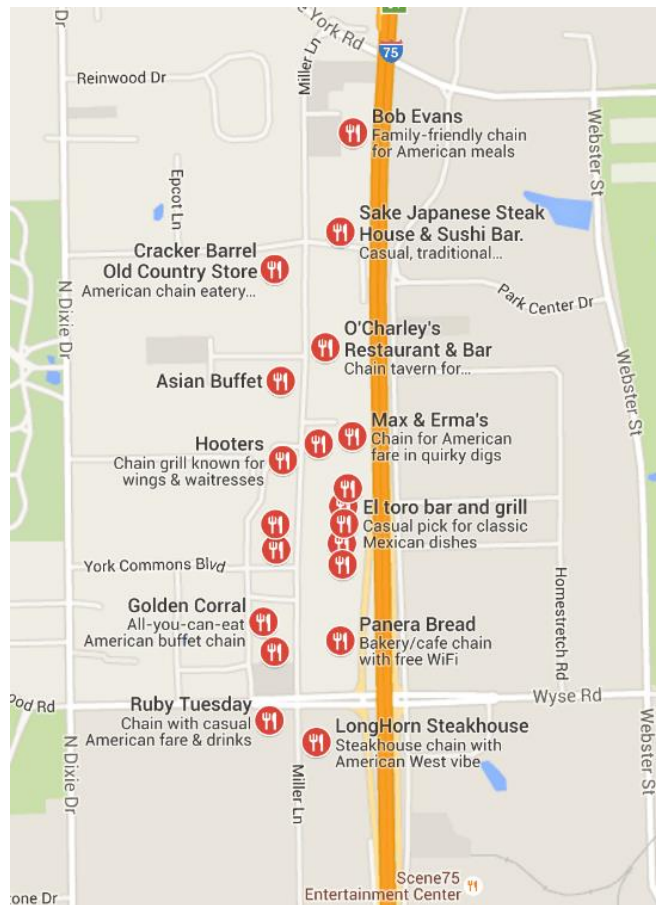 e York Rd
75
Dr
Reinwood Dr
Miller Ln
Webster St
Bob Evans
Family-friendly chain
for American meals
Epcot Ln
Sake Japanese Steak
House & Sushi Bar.
Casual, traditional...
Cracker Barrel
Old Country Store
American chain eatery...
N Dixie Dr
Park Center Dr
O'Charley's
Restaurant & Bar
Chain tavern for...
Asian Buffet
Webster St
Max & Erma's
Chain for American
fare in quirky digs
Hooters
Chain grill known for
wings & waitresses
El toro bar and grill
Casual pick for classic
Mexican dishes
York Commons Blvd
Homestretch Rd
Golden Corral
All-you-can-eat
American buffet chain
Panera Bread
Bakery/cafe chain
with free WiFi
ood Rd
Wyse Rd
Ruby Tuesday
Chain with casual
American fare & drinks
LongHorn Steakhouse
Steakhouse chain with
American West vibe
N Dixie Dr
Miller Ln
Webster St
Scene75
Entertainment Center
one Dr